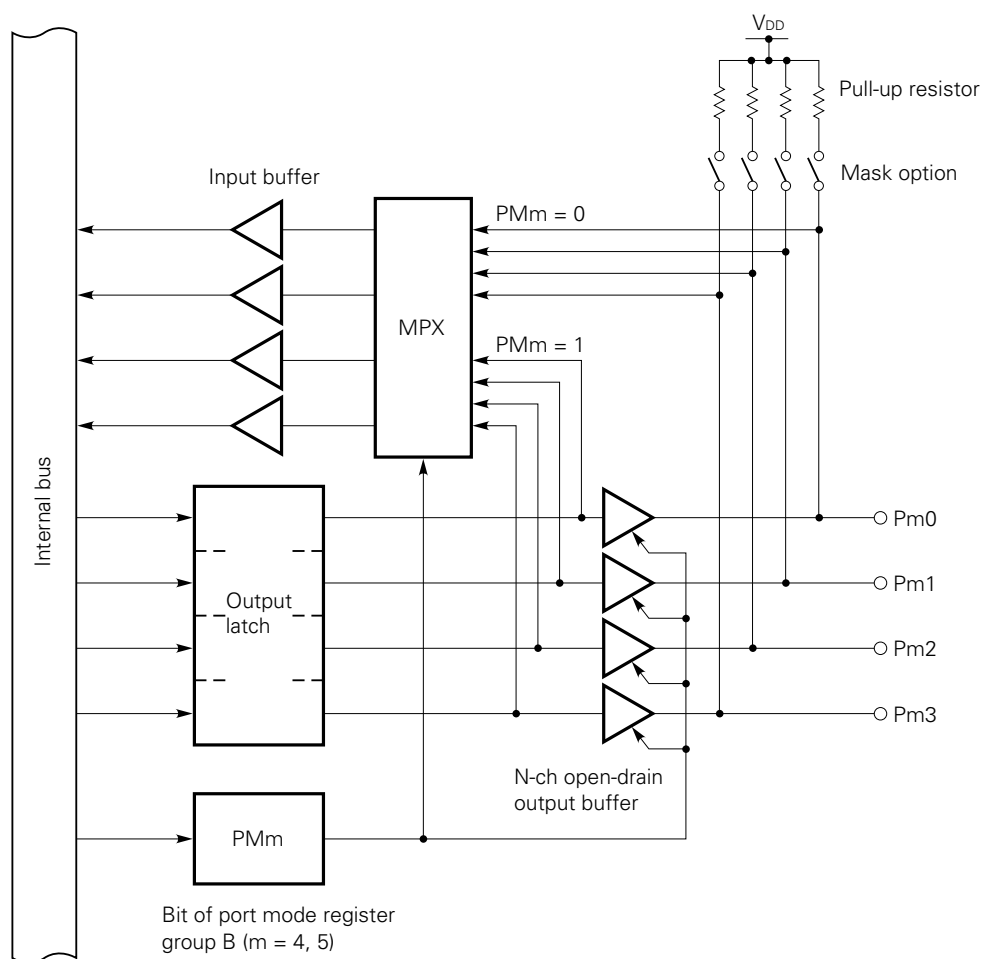 VDD
Pull-up resistor
Mask option
Input buffer
PMm = 0
MPX
PMm = 1
Internal bus
Output
latch
Pm0
Pm1
Pm2
Pm3
N-ch open-drain
output buffer
PMm
Bit of port mode register
group B (m = 4, 5)